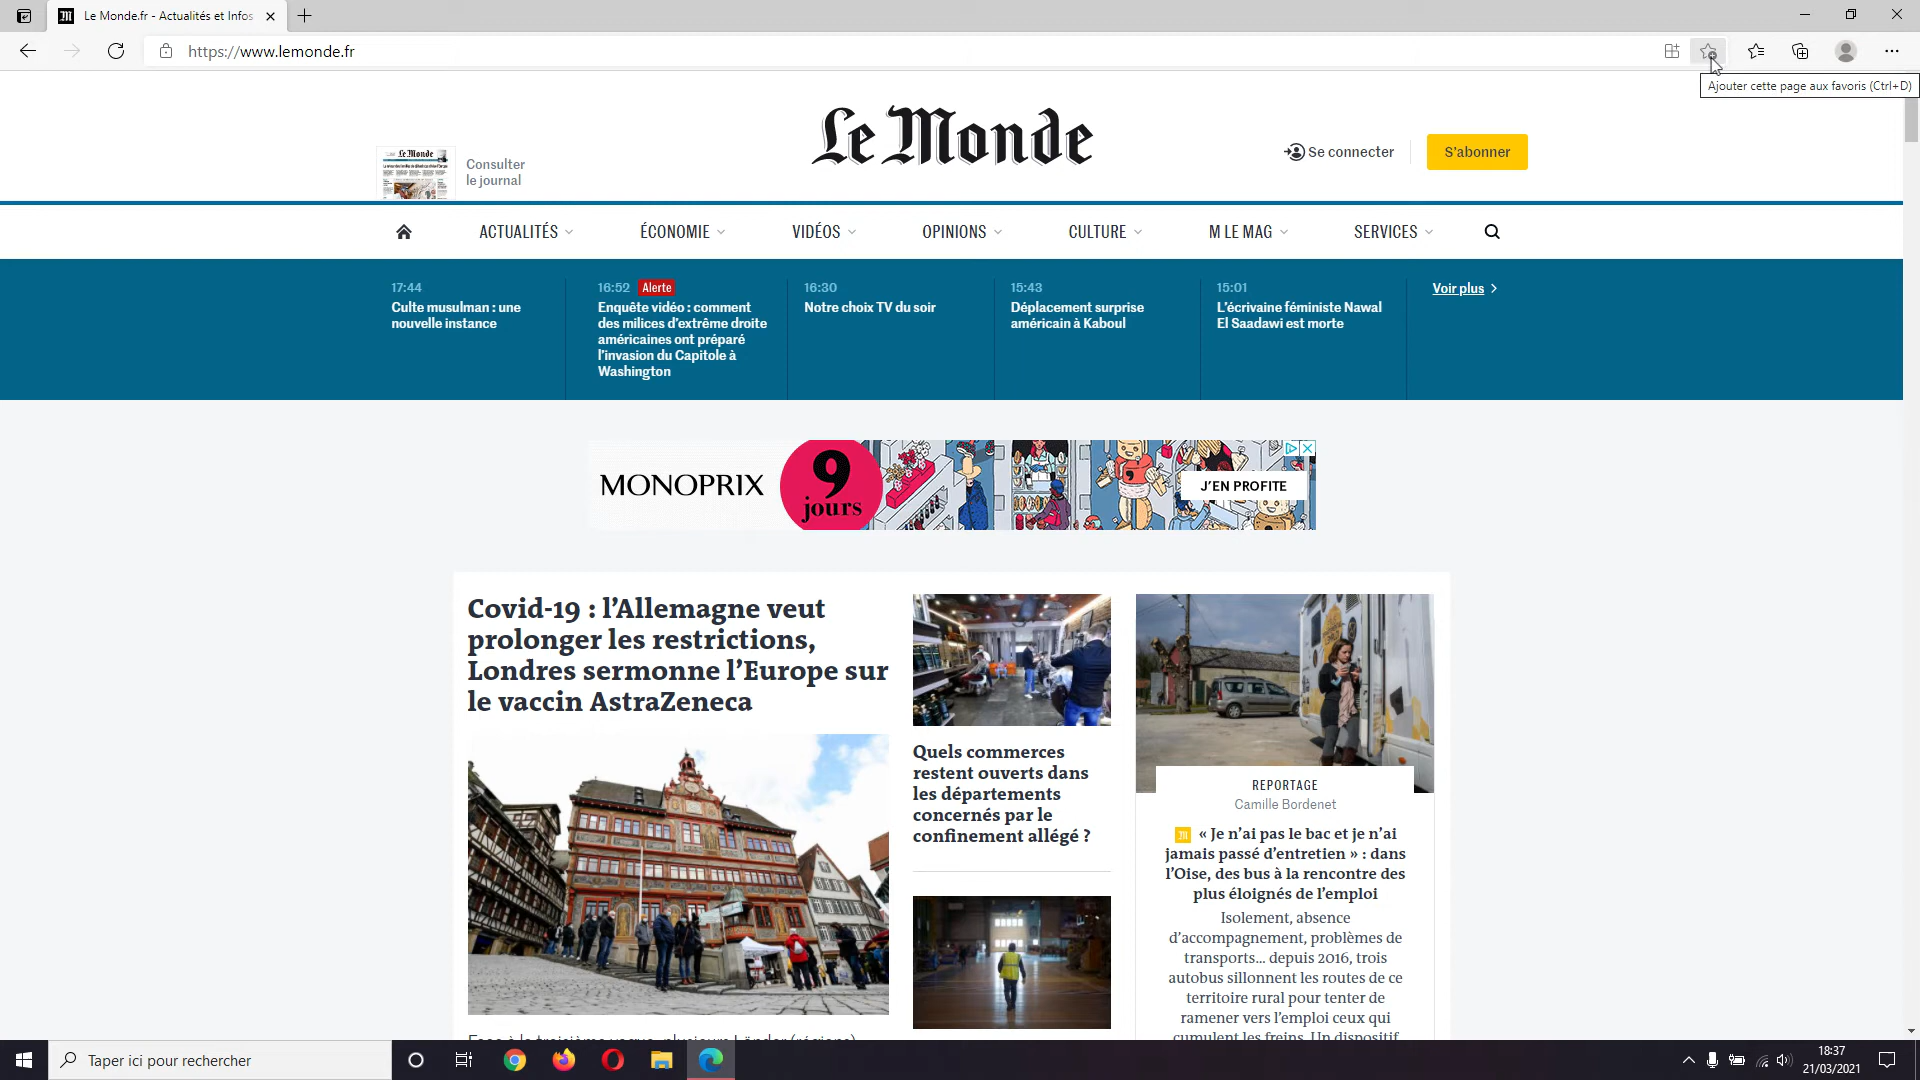 Le Monde.fr - Actualités et Infos
https://www.lemonde.fr
Ajouter cette page aux favoris (Ctrl+D)
Le Monde
Consulter
le journal
Le Monde
Se connecter
S'abonner
ACTUALITÉS
ÉCONOMIE
VIDÉOS
OPINIONS
CULTURE
M LE MAG
SERVICES
17:44
Culte musulman : une
nouvelle instance
16:52 Alerte
Enquête vidéo : comment
des milices d’extrême droite
américaines ont préparé
l’invasion du Capitole à
Washington
16:30
Notre choix TV du soir
15:43
Déplacement surprise
américain à Kaboul
15:01
L’écrivaine féministe Nawal
El Saadawi est morte
Voir plus
MONOPRIX
9
jours
J’EN PROFITE
Covid-19 : l’Allemagne veut
prolonger les restrictions,
Londres sermonne l’Europe sur
le vaccin AstraZeneca
Quels commerces
restent ouverts dans
les départements
concernés par le
confinement allégé ?
REPORTAGE
Camille Bordenet
« Je n’ai pas le bac et je n’ai
jamais passé d’entretien » : dans
l’Oise, des bus à la rencontre des
plus éloignés de l’emploi
Isolement, absence
d’accompagnement, problèmes de
transports… depuis 2016, trois
autobus sillonnent les routes de ce
territoire rural pour tenter de
ramener vers l’emploi ceux qui
cumulent les freins. Un dispositif
Taper ici pour rechercher
18:37
21/03/2021